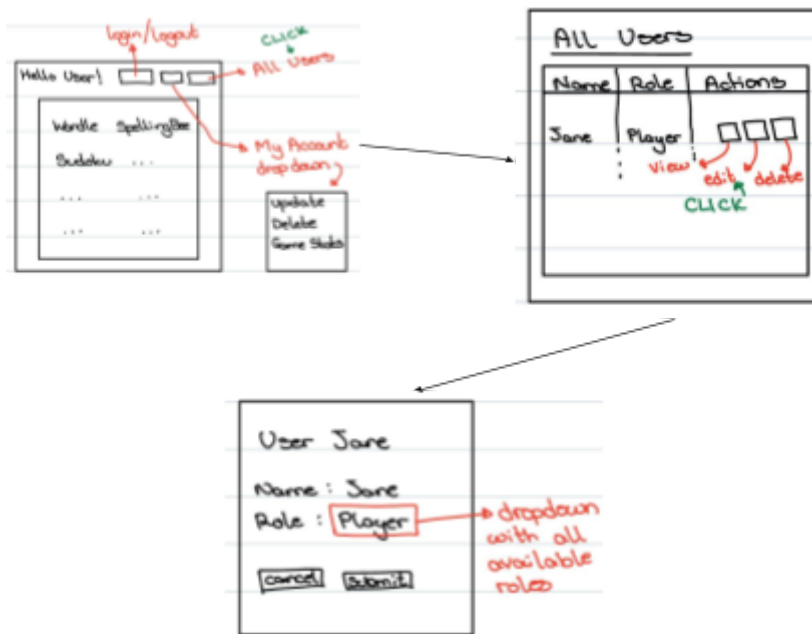 login/logout
CLICK
Hello User!
All Users
Wordle SpellingBee
Sudoku ...
... ...
... ...
My Account
dropdown
Update
Delete
Game Stats
All Users
Name Role Actions
Jane Player
view
edit
delete
CLICK
User Jane
Name : Jane
Role : Player
dropdown
with all
available
roles
cancel submit